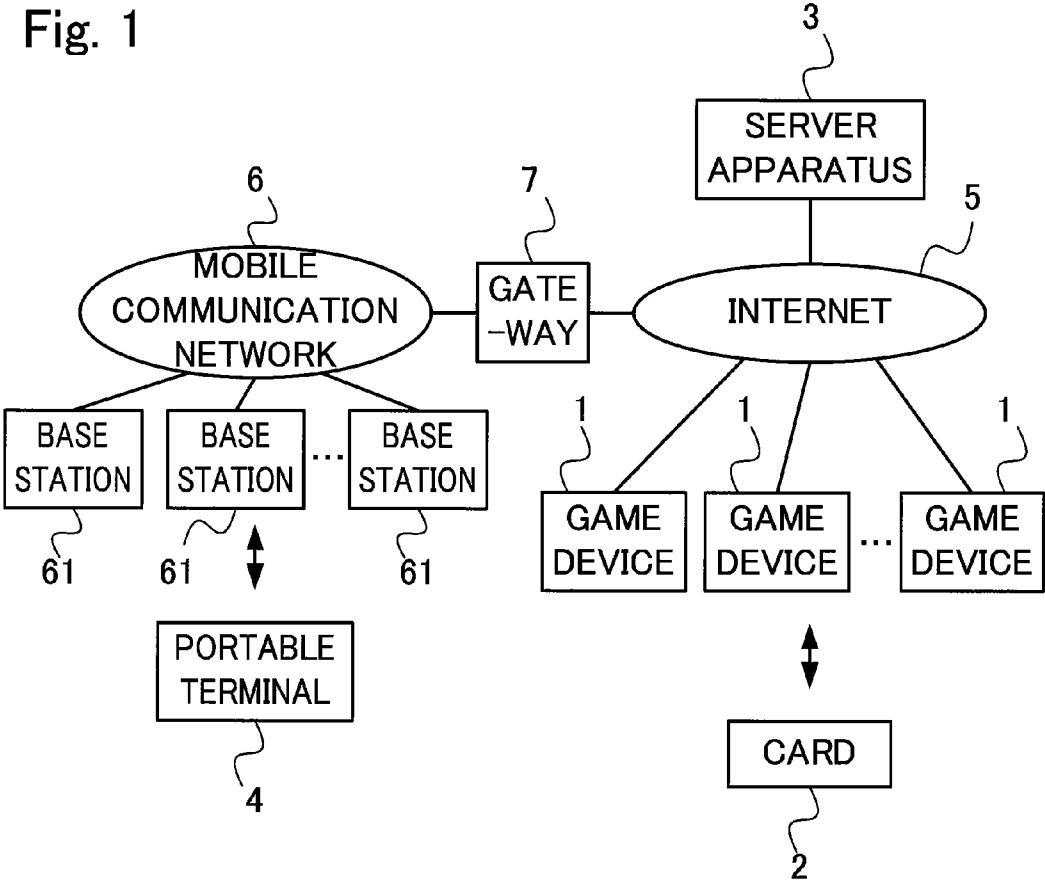 Fig. 1
3
SERVER
APPARATUS
6
7
5
MOBILE
COMMUNICATION
NETWORK
GATE
-WAY
INTERNET
1
1
1
BASE
STATION
BASE
STATION
...
BASE
STATION
GAME
DEVICE
GAME
DEVICE
...
GAME
DEVICE
61
61
61
PORTABLE
TERMINAL
CARD
4
2